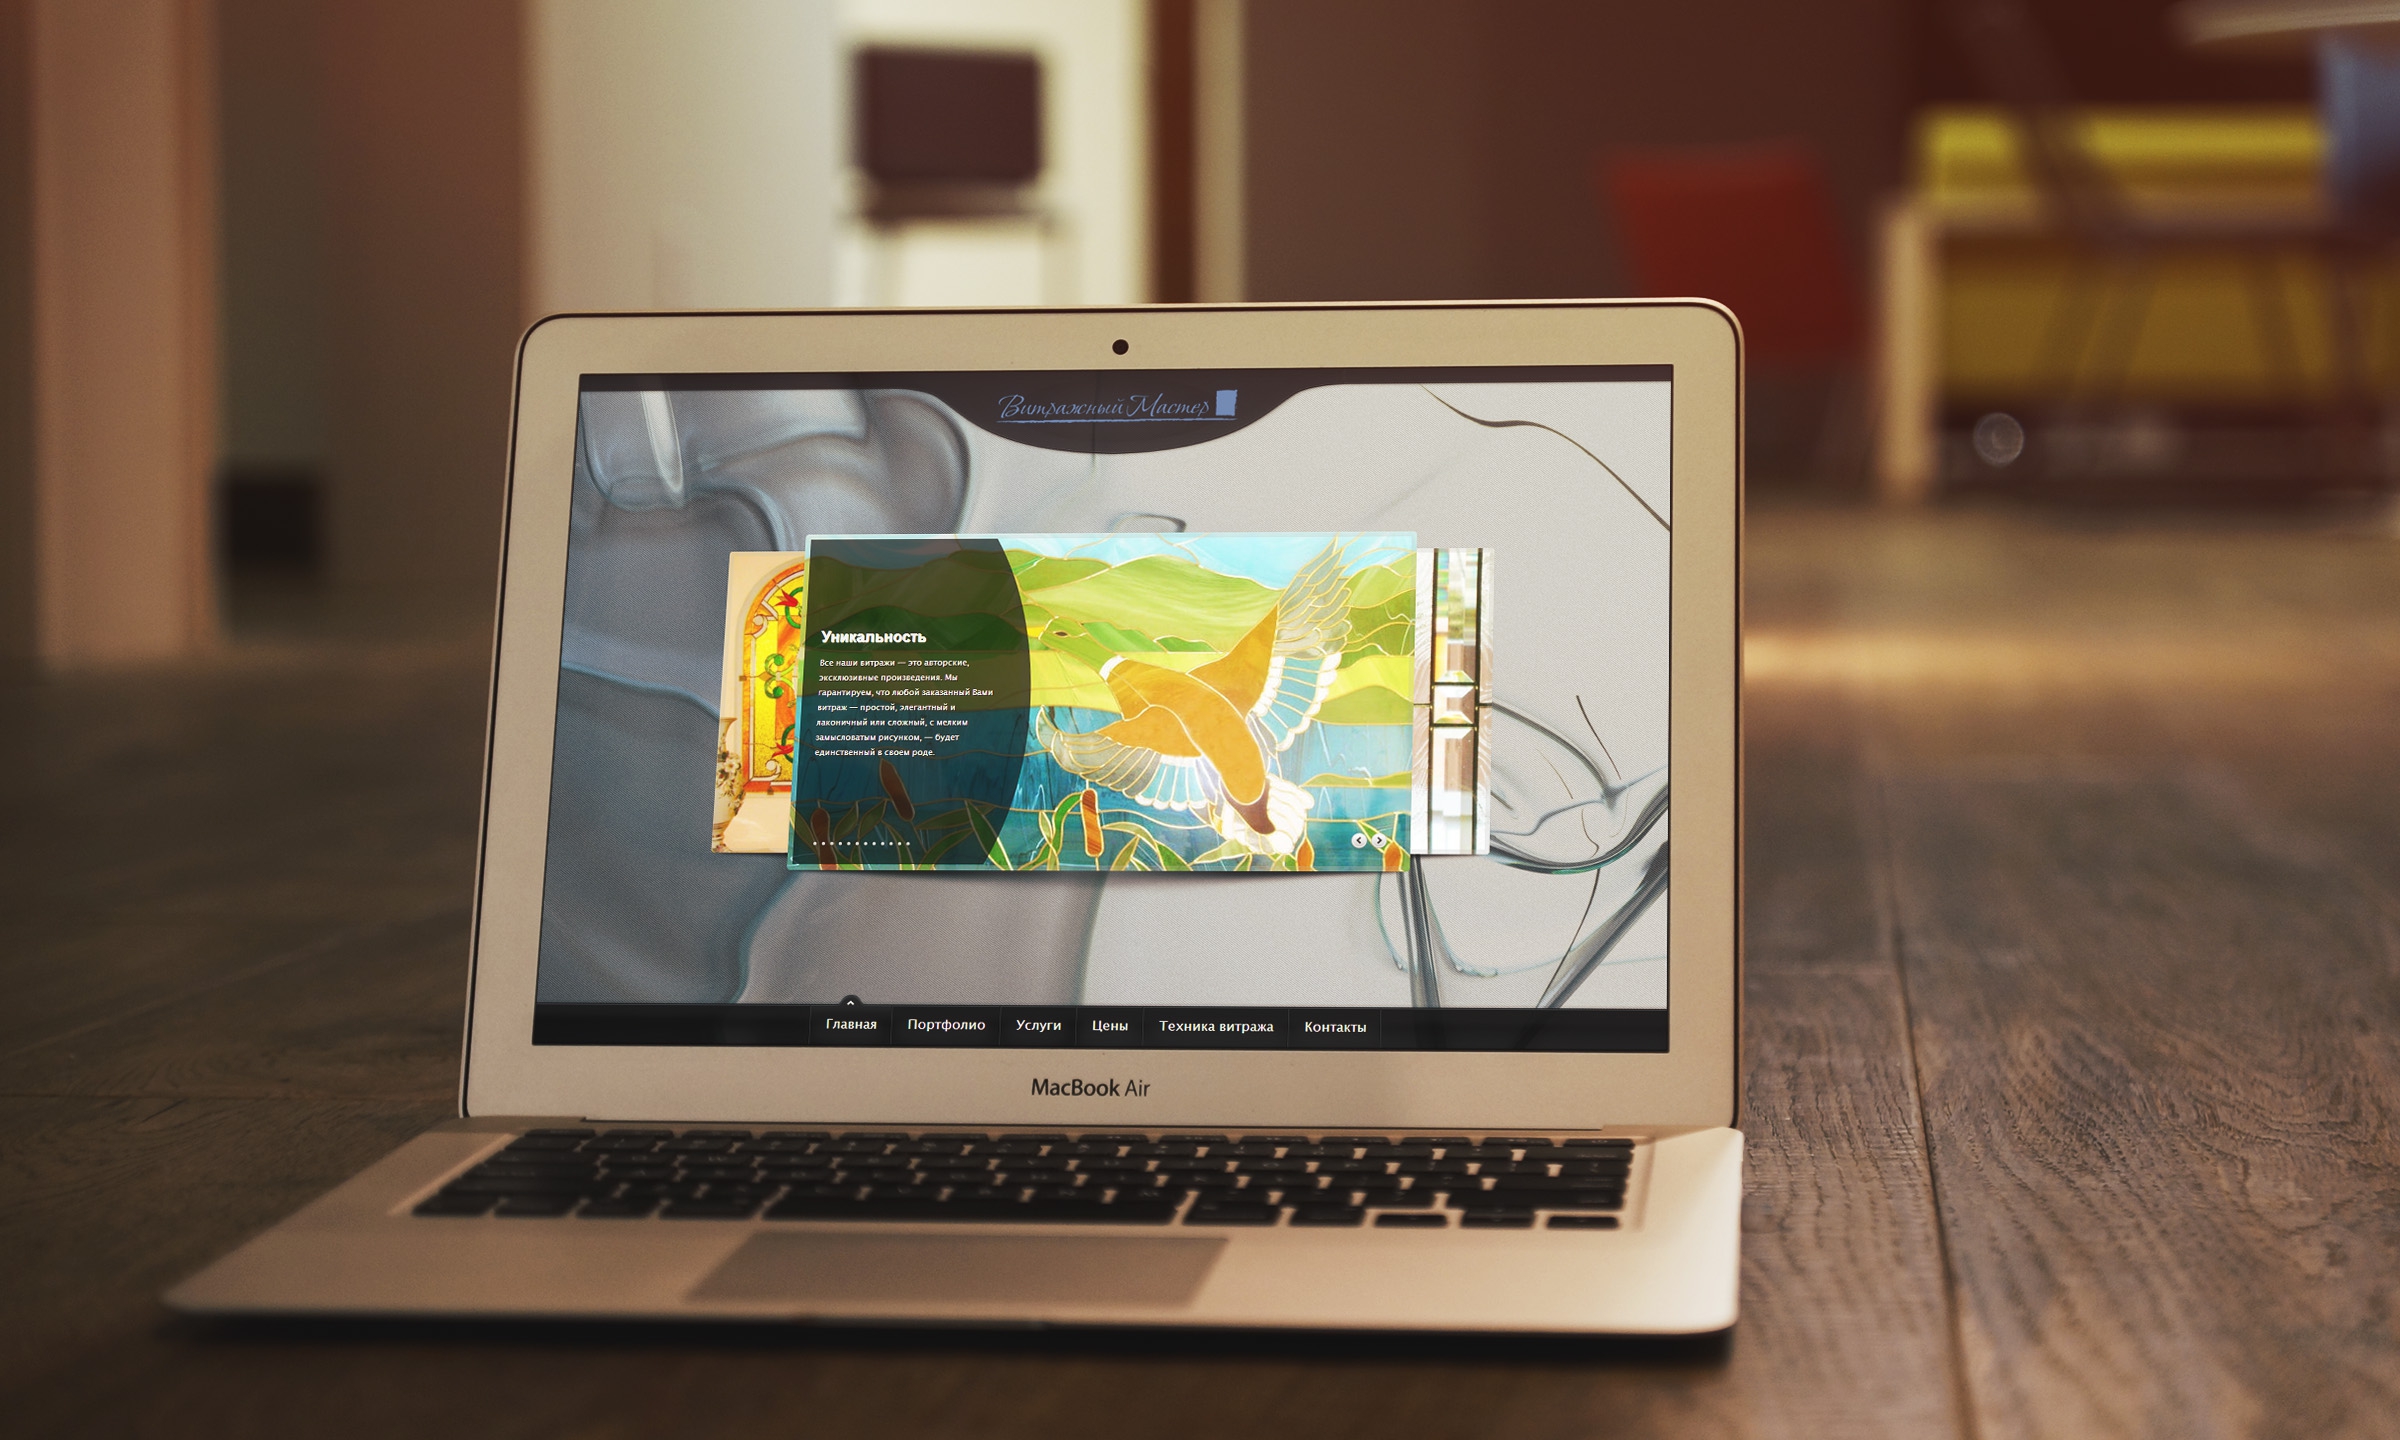 Витражный Мастер
Уникальность
Все наши витражи — это авторские,
эксклюзивные произведения. Мы
гарантируем, что любой заказанный Вами
витраж — простой, элегантный и
лаконичный или сложный, с мелким
замысловатым рисунком, — будет
единственный в своем роде.
Главная Портфолио Услуги Цены Техника витража Контакты
MacBook Air